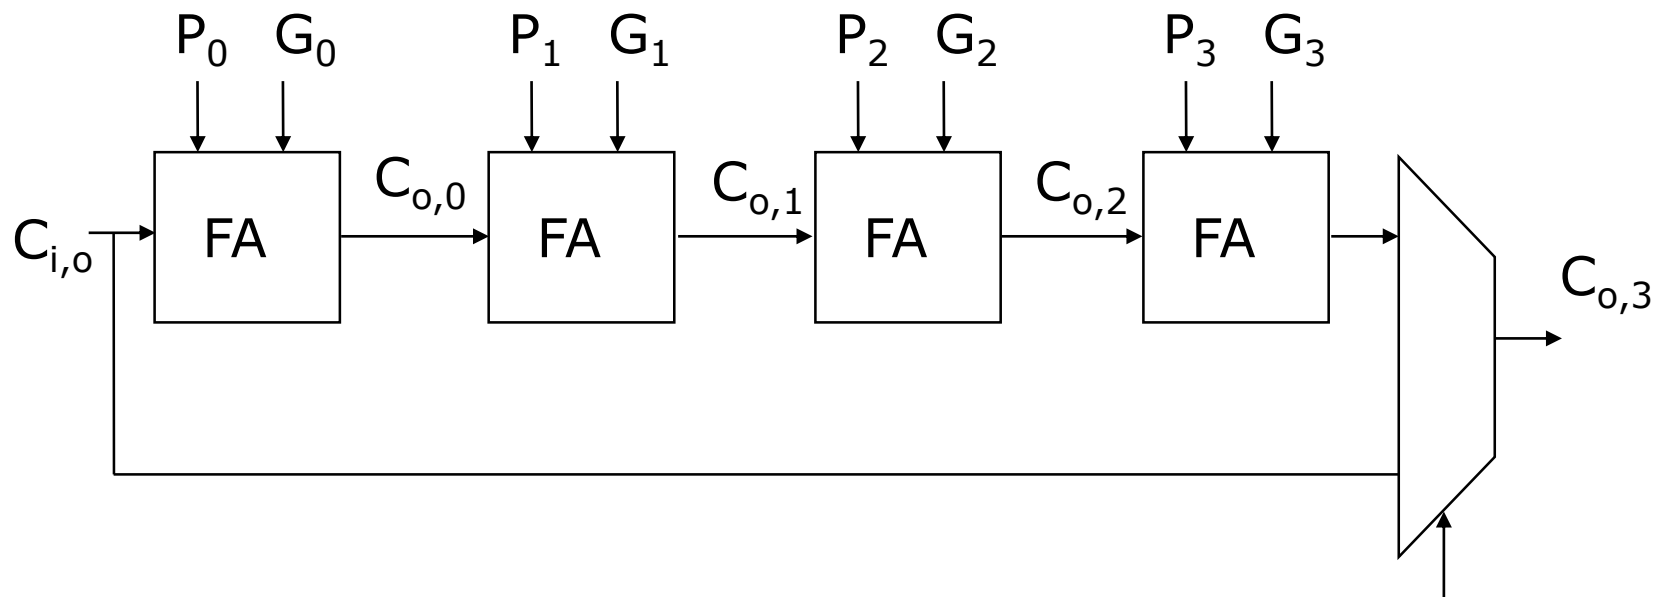 P0 G0 P1 G1 P2 G2 P3 G3
Co,0 Co,1 Co,2
Ci,o FA FA FA FA
Co,3